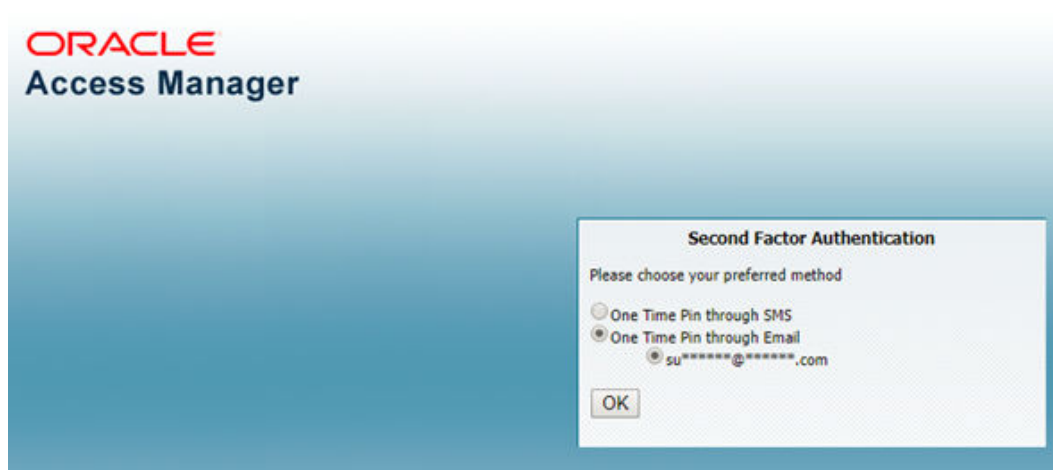 ORACLE
Access Manager
Second Factor Authentication
Please choose your preferred method
One Time Pin through SMS
One Time Pin through Email
su******@******.com
OK